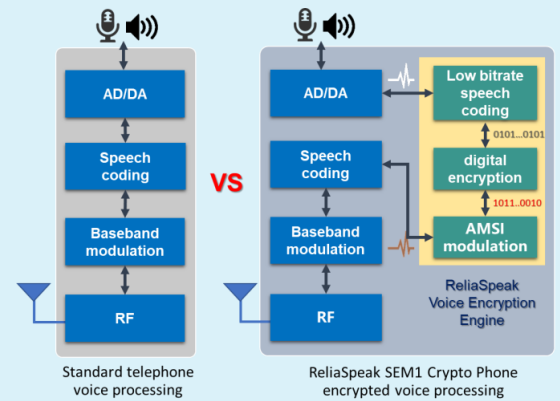 AD/DA
Speech
coding
Baseband
modulation
RF
Standard telephone
voice processing
VS
AD/DA
Speech
coding
Baseband
modulation
RF
Low bitrate
speech
coding
0101...0101
digital
encryption
1011..0010
AMSI
modulation
ReliaSpeak
Voice Encryption
Engine
ReliaSpeak SEM1 Crypto Phone
encrypted voice processing